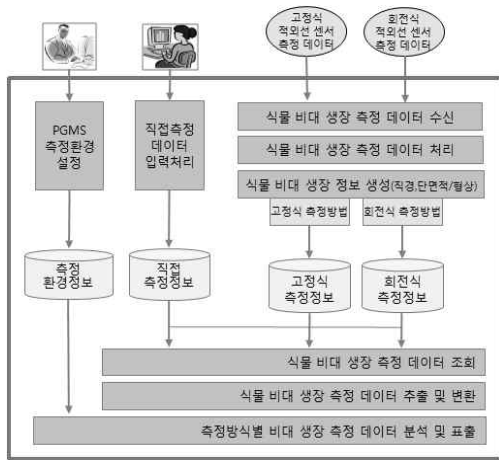 고정식
적외선 센서
측정 데이터
회전식
적외선 센서
측정 데이터
PGMS
측정환경
설정
직접측정
데이터
입력처리
식물 비대 생장 측정 데이터 수신
식물 비대 생장 측정 데이터 처리
식물 비대 생장 정보 생성(직경,단면적/형상)
고정식 측정방법
회전식 측정방법
측정
환경정보
직접
측정정보
고정식
측정정보
회전식
측정정보
식물 비대 생장 측정 데이터 조회
식물 비대 생장 측정 데이터 추출 및 변환
측정방식별 비대 생장 측정 데이터 분석 및 표출